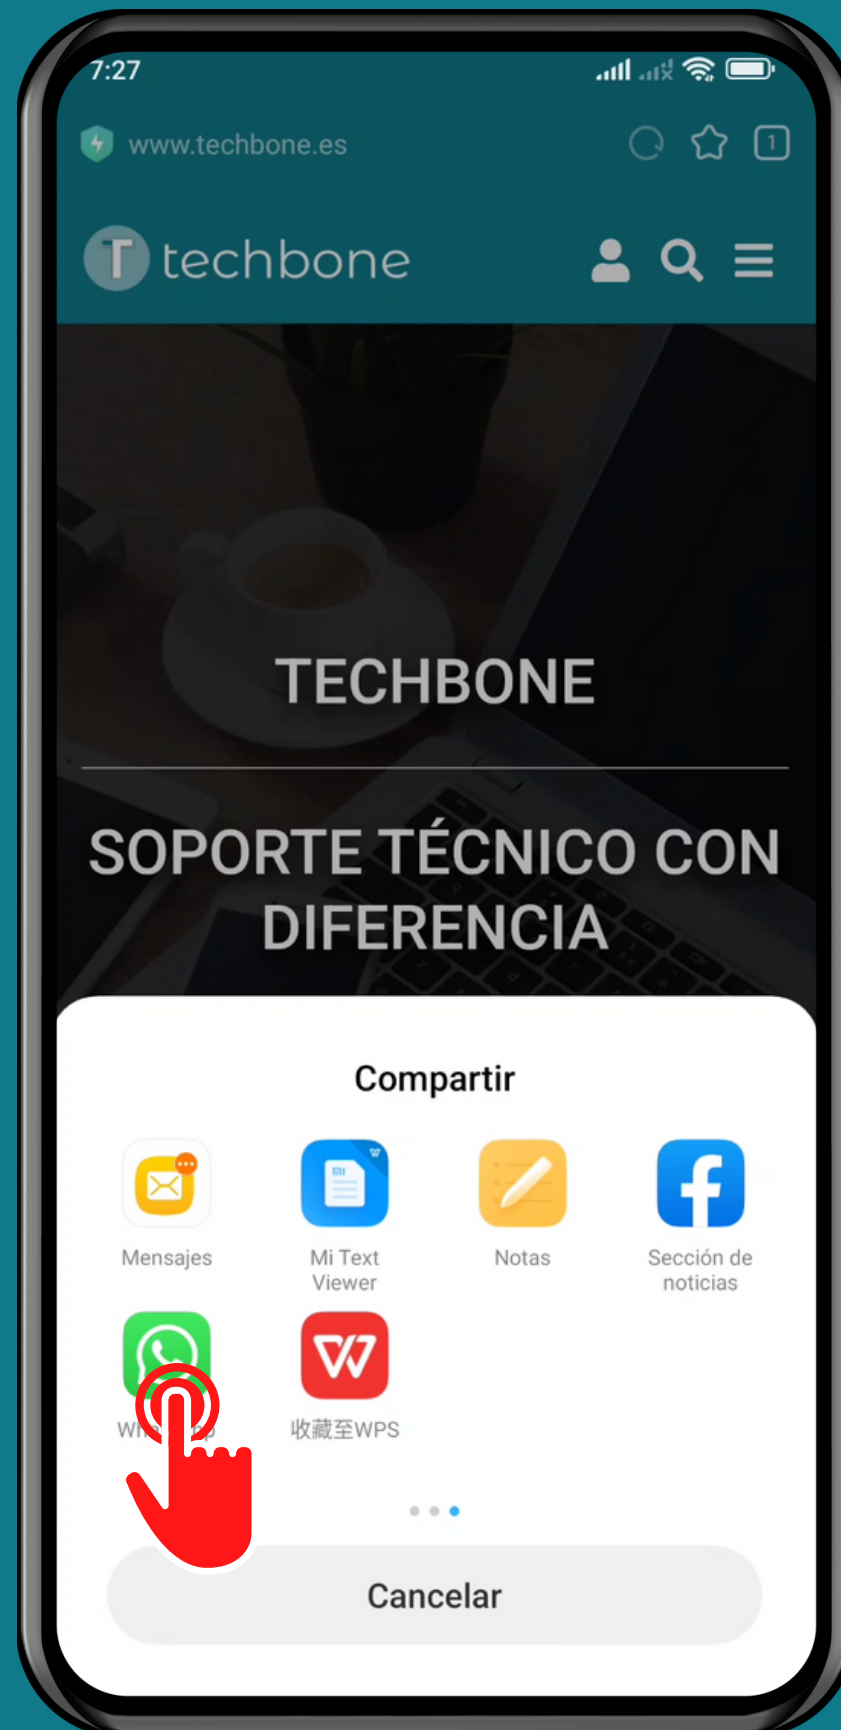 7:27
www.techbone.es
1
T techbone
TECHBONE
SOPORTE TÉCNICO CON
DIFERENCIA
Compartir
Mensajes
Mi Text
Viewer
Notas
Sección de
noticias
收藏至WPS
Cancelar